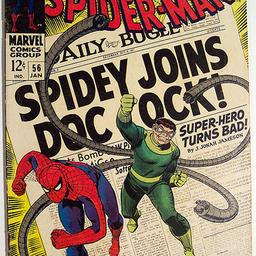 SPIDER-MAN
MARVEL
COMICS
GROUP
12¢
IND.
56
JAN
DAILY BUGLE
SPIDEY JOINS
DOC OCK!
SUPER-HERO
TURNS BAD!
BY J. JONAH JAMESON